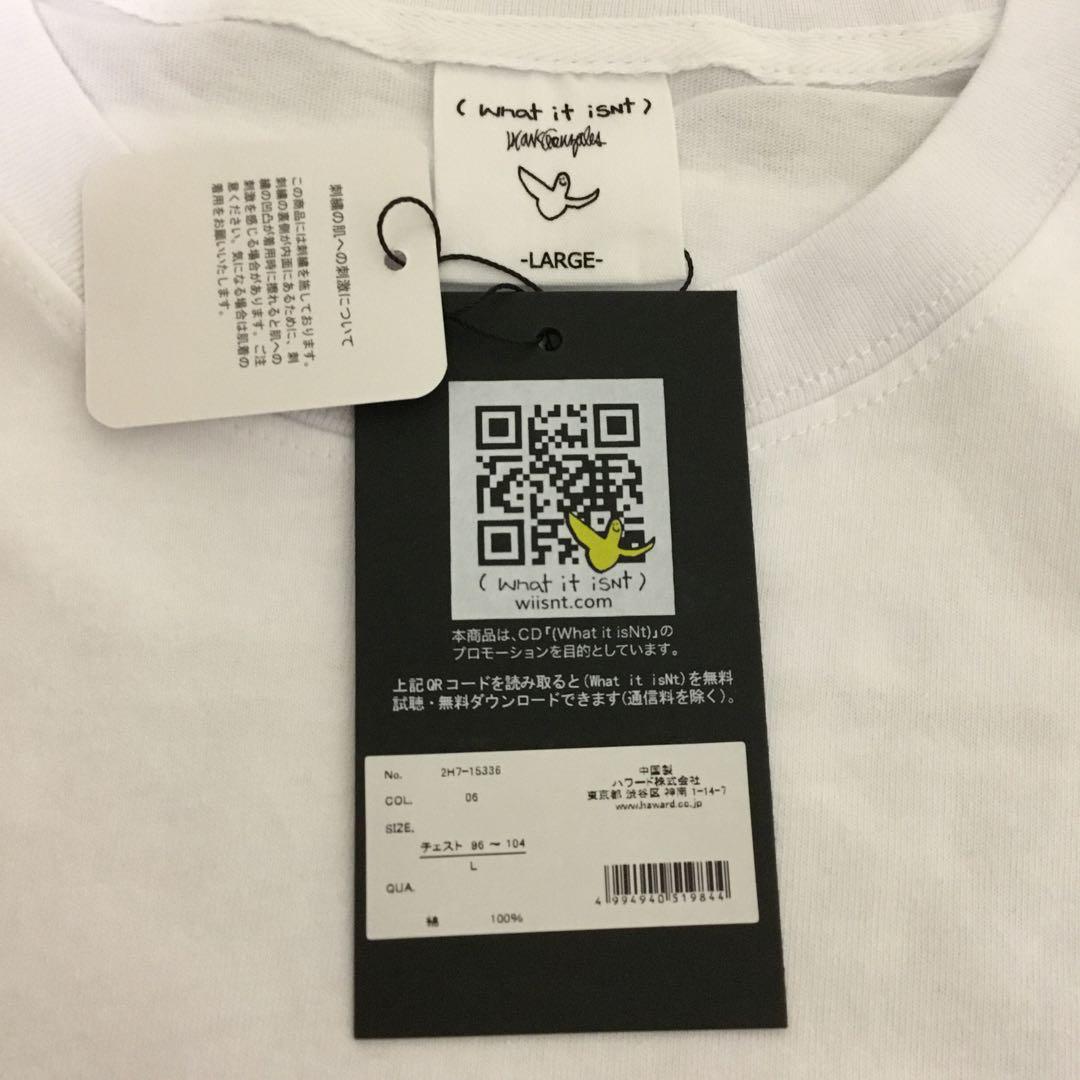 ( What it isNt )
MarkGonzales
-LARGE-
刺繍の肌への刺激について
この商品には刺繍を施しております。
刺繍の裏側が内面にあるために、刺
繍の凹凸が着用時に擦れると肌への
刺激を感じる場合があります。ご注
意ください。気になる場合は肌着の
着用をお願いいたします。
( What it isNt )
wiisnt.com
本商品は、CD「(What it isNt)」の
プロモーションを目的としています。
上記QRコードを読み取ると(What it isNt)を無料
試聴・無料ダウンロードできます(通信料を除く)。
No. 2H7-15336
COL. 06
SIZE.
チェスト 96 ～ 104
L
QUA.
綿 100%
中国製
ハワード株式会社
東京都 渋谷区 神南 1-14-7
www.haward.co.jp
4 994940 519844